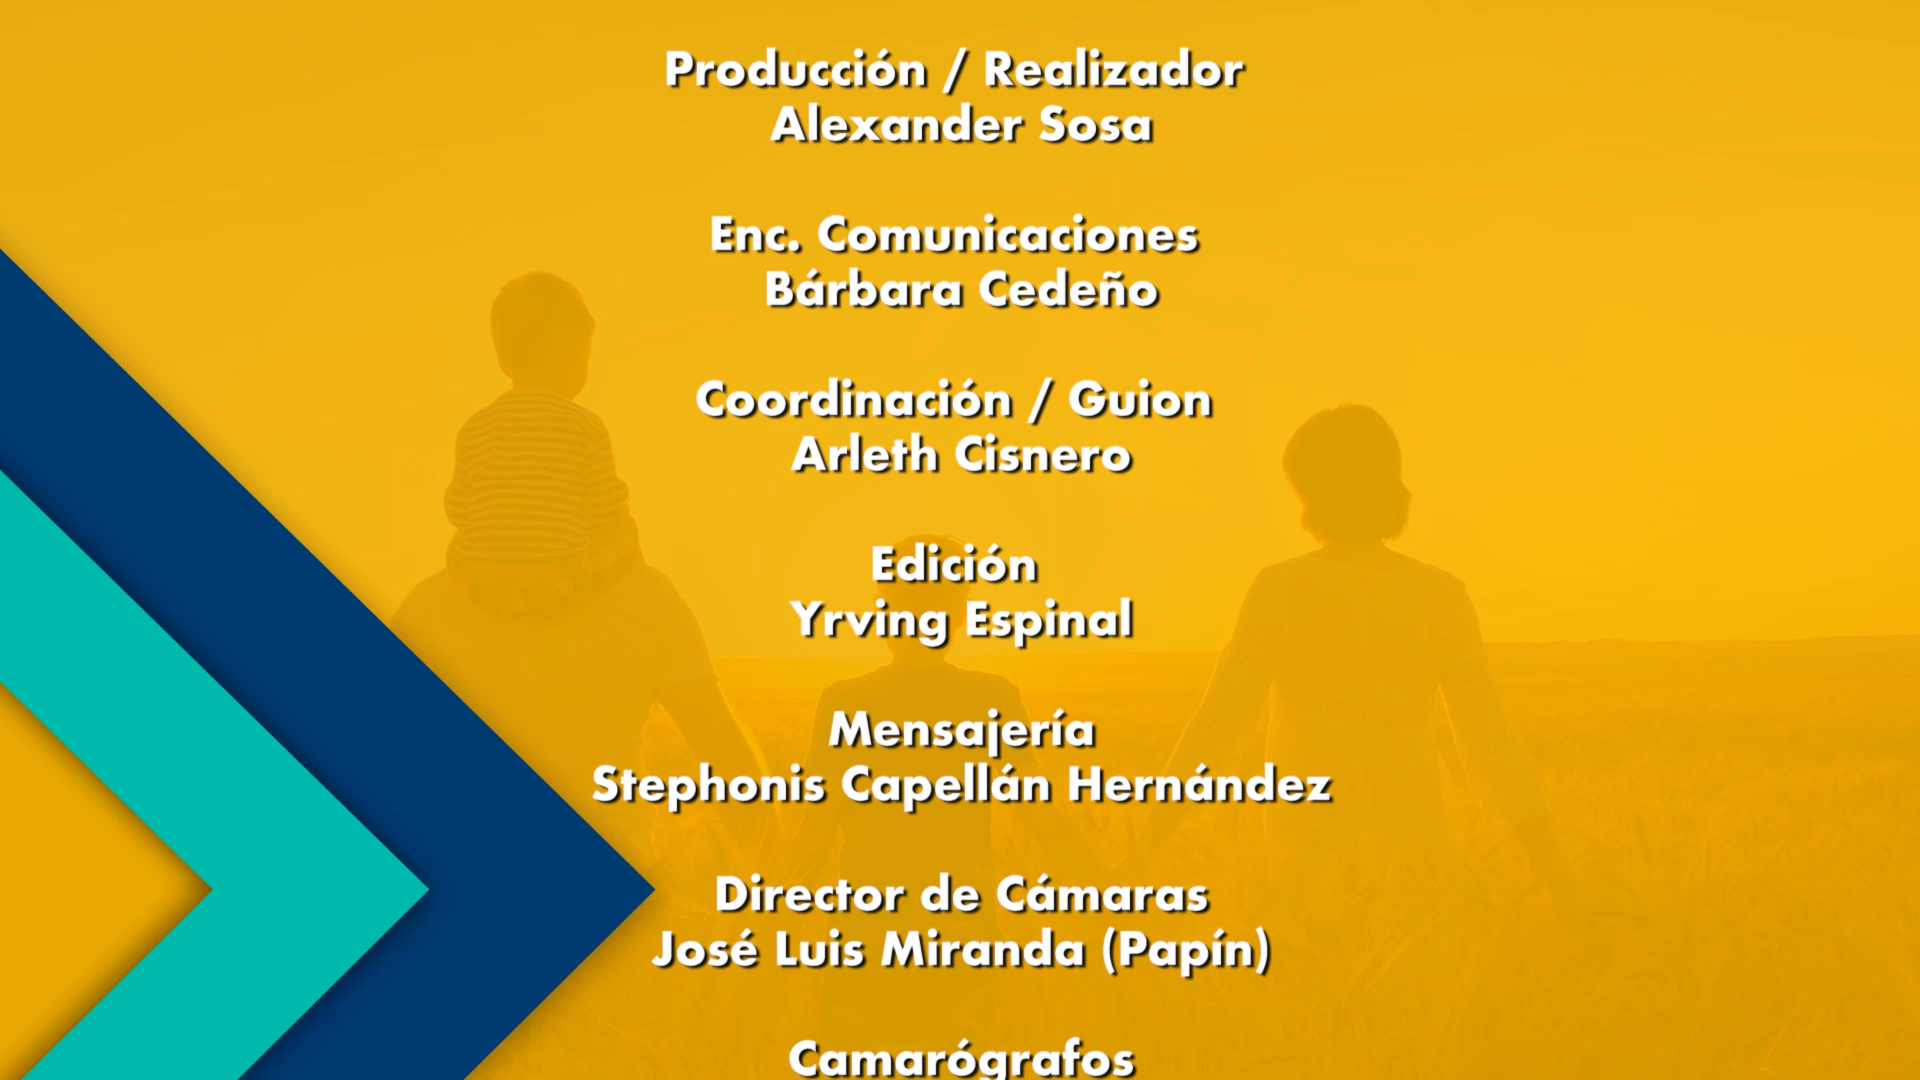 Producción / Realizador
Alexander Sosa
Enc. Comunicaciones
Bárbara Cedeño
Coordinación / Guion
Arleth Cisnero
Edición
Yrving Espinal
Mensajería
Stephonis Capellán Hernández
Director de Cámaras
José Luis Miranda (Papín)
Camarógrafos